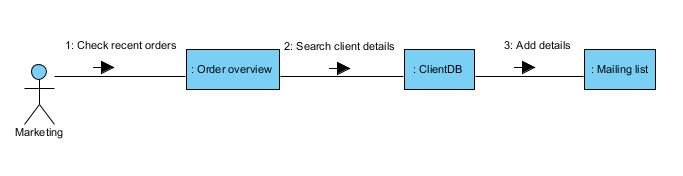 1: Check recent orders
2: Search client details
3: Add details
: Order overview
: ClientDB
: Mailing list
Marketing